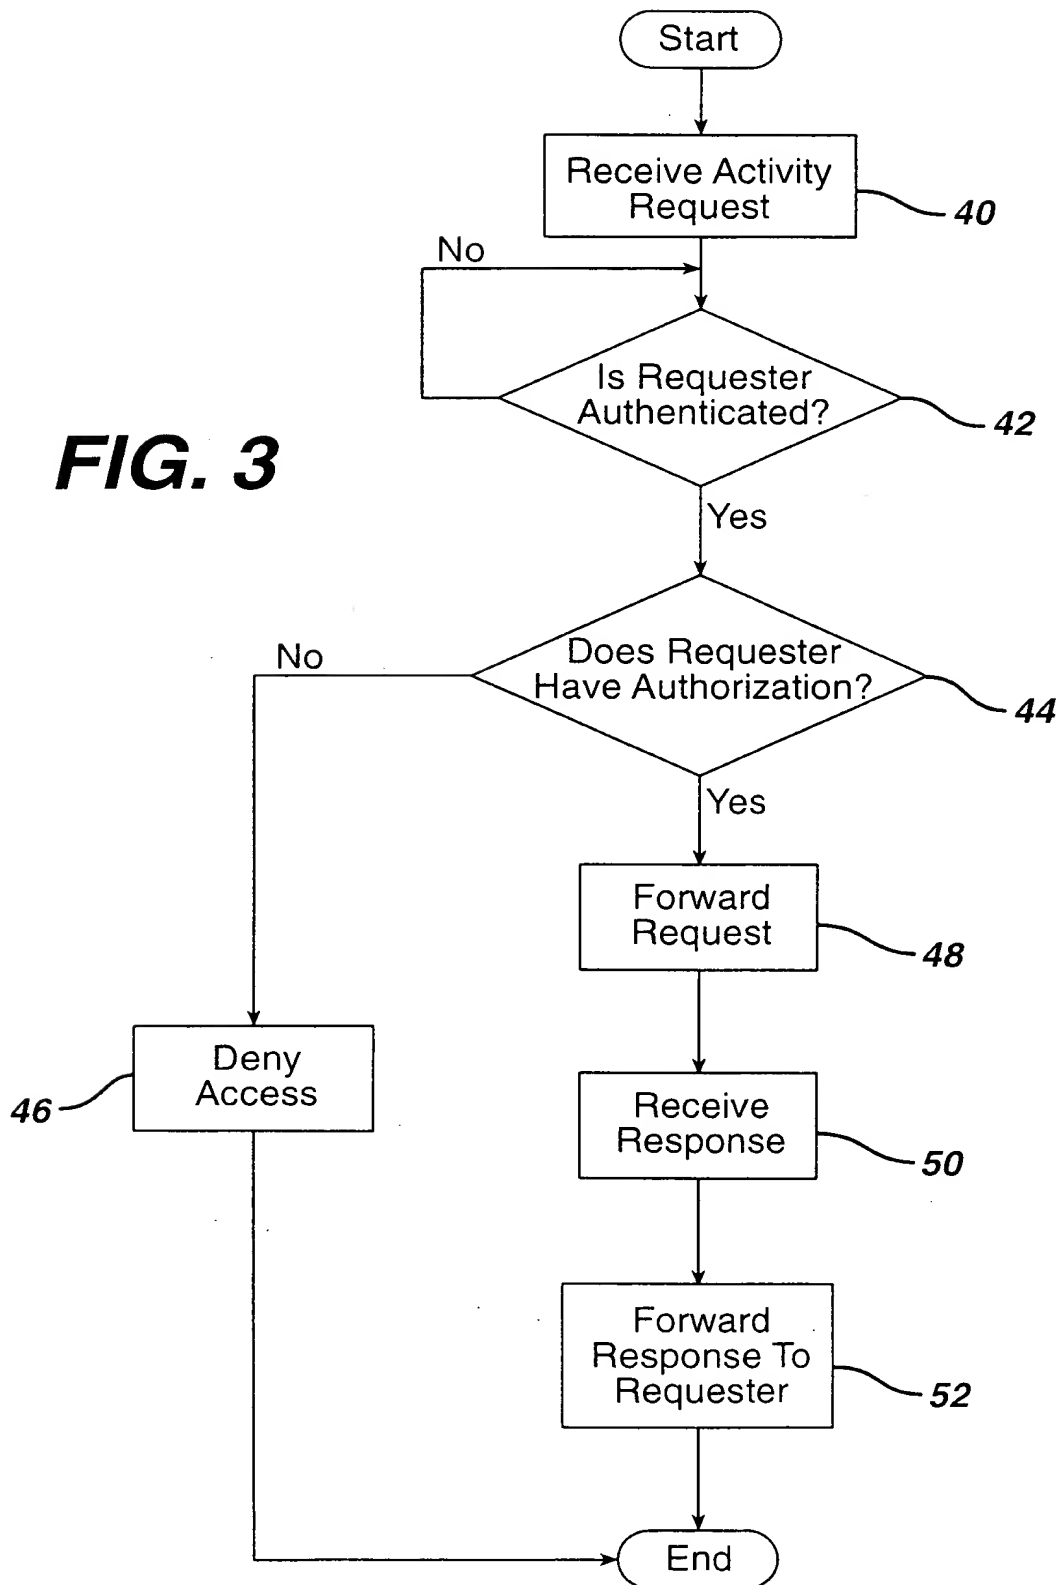 Start
Receive Activity
Request
40
No
Is Requester
Authenticated?
42
FIG. 3
Yes
Does Requester
Have Authorization?
No
44
Yes
Forward
Request
48
Deny
Access
46
Receive
Response
50
Forward
Response To
Requester
52
End